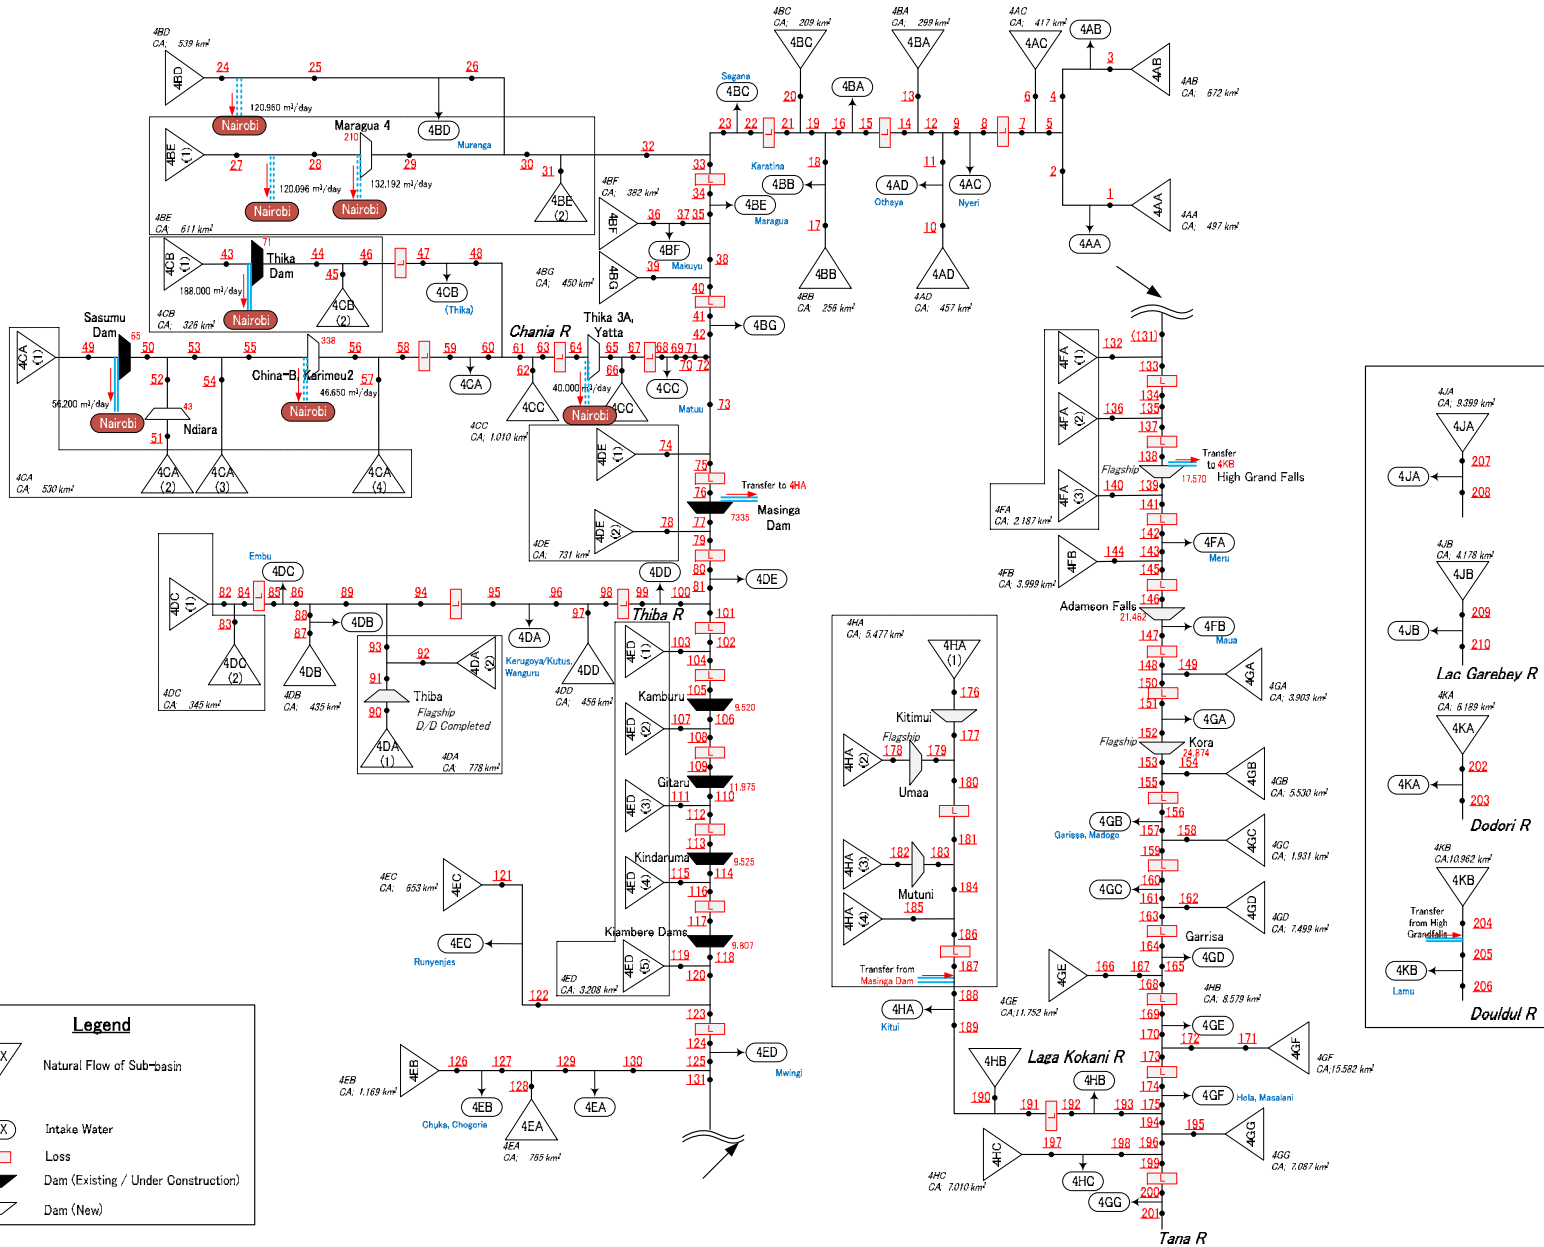 4BD
CA; 539 km²
24
25
26
4BD
120.960 m³/day
Nairobi
4BD
Muranga
Maragua 4
210
4BE
(1)
27
28
29
30
31
32
120.096 m³/day
132.192 m³/day
Nairobi
Nairobi
4BE
(2)
4BE
CA; 611 km²
4CB
(1)
43
71
Thika
Dam
44
45
46
47
48
188.000 m³/day
Nairobi
4CB
(2)
4CB
CA; 326 km²
4CB
(Thika)
Sasumu
Dam
65
4CA
(1)
49
50
53
55
338
56
58
59
60
52
54
57
China-B, Karimeu2
56.200 m³/day
Nairobi
43
Ndiara
51
46.650 m³/day
Nairobi
4CA
(2)
4CA
(3)
4CA
(4)
4CA
CA; 530 km²
4CA
Chania R
Thika 3A,
Yatta
61
63
64
65
67
68
69
71
70
72
62
66
40.000 m³/day
Nairobi
4CC
4CC
4CC
4CC
CA; 1.010 km²
Matuu
73
4BC
CA; 209 km²
4BC
4BA
CA; 299 km²
4BA
4AC
CA; 417 km²
4AC
4AB
3
4AB
4AB
CA; 672 km²
Sagana
4BC
20
4BA
13
6
4
23
22
L
21
19
16
15
L
14
12
9
8
L
7
5
18
11
2
Karatina
4BB
4AD
Othaya
4AC
Nyeri
1
4AA
4AA
CA; 497 km²
4AA
17
10
4BB
4BB
CA; 256 km²
4AD
4AD
CA; 457 km²
33
L
34
35
4BE
Maragua
4BF
CA; 382 km²
4BF
36
37
4BF
Makuyu
38
4BG
CA; 450 km²
4BG
39
40
L
41
42
4BG
4DE
(1)
74
75
L
76
Transfer to 4HA
7335
Masinga
Dam
77
4DE
(2)
78
79
L
80
81
4DE
CA; 731 km²
4DE
4DD
Embu
4DC
4DC
(1)
82
84
L
85
86
89
94
L
95
96
98
L
99
100
Thiba R
83
88
87
4DB
93
92
91
90
97
4DC
(2)
4DC
CA; 345 km²
4DB
4DB
CA; 435 km²
4DA
(2)
Thiba
Flagship
D/D Completed
4DA
(1)
4DA
CA; 778 km²
4DA
Kerugoya/Kutus,
Wanguru
4DD
4DD
CA; 456 km²
101
L
102
4ED
(1)
103
104
L
105
Kamburu
9.520
106
4ED
(2)
107
108
L
109
Gitaru
11.975
110
4ED
(3)
111
112
L
113
Kindaruma
9.525
114
4ED
(4)
115
116
L
117
Kiambere Dams
9.607
118
4ED
(5)
119
120
4ED
CA; 3.208 km²
4EC
CA; 653 km²
4EC
121
4EC
Runyenjes
122
123
L
124
125
131
4ED
Mwingi
4EB
CA; 1.169 km²
4EB
126
127
129
130
128
4EB
Chuka, Chogoria
4EA
4EA
CA; 765 km²
4EA
4HA
CA; 5.477 km²
4HA
(1)
176
Kitimui
177
4HA
(2)
Flagship
178
179
Umaa
180
L
181
4HA
(3)
182
183
Mutuni
184
4HA
(4)
185
186
L
187
Transfer from
Masinga Dam
188
4HA
Kitui
189
4HB
190
191
L
192
193
4HB
Laga Kokani R
4HC
CA; 7.010 km²
4HC
197
198
4HC
(131)
4FA
(1)
132
133
L
134
135
4FA
(2)
136
137
L
138
Flagship
Transfer
to 4KB
17.570
High Grand Falls
139
4FA
(3)
140
141
L
142
4FA
CA; 2.187 km²
143
4FA
Meru
4FB
CA; 3.999 km²
4FB
144
145
L
146
Adamson Falls
21.462
4FB
Maua
147
L
148
149
4GA
4GA
CA; 3.903 km²
150
L
151
4GA
152
Flagship
Kora
24.874
153
154
4GB
4GB
CA; 5.530 km²
155
L
156
4GB
Garissa, Madogo
157
158
4GC
4GC
CA; 1.931 km²
159
L
160
4GC
161
162
4GD
4GD
CA; 7.499 km²
163
L
164
Garrisa
4GD
165
4GE
166
167
4GE
CA;11.752 km²
168
L
4HB
CA; 8.579 km²
169
4GE
170
172
171
4GF
4GF
CA;15.582 km²
173
L
174
4GF
Hola, Masalani
175
194
195
4GG
4GG
CA; 7.087 km²
196
199
L
200
4GG
201
Tana R
4JA
CA; 9.399 km²
4JA
207
4JA
208
4JB
CA; 4.178 km²
4JB
209
4JB
210
Lac Garebey R
4KA
CA; 6.189 km²
4KA
202
4KA
203
Dodori R
4KB
CA;10.962 km²
4KB
Transfer
from High
Grandfalls
204
205
4KB
Lamu
206
Douldul R
Legend
X
Natural Flow of Sub-basin
X
Intake Water
Loss
Dam (Existing / Under Construction)
Dam (New)